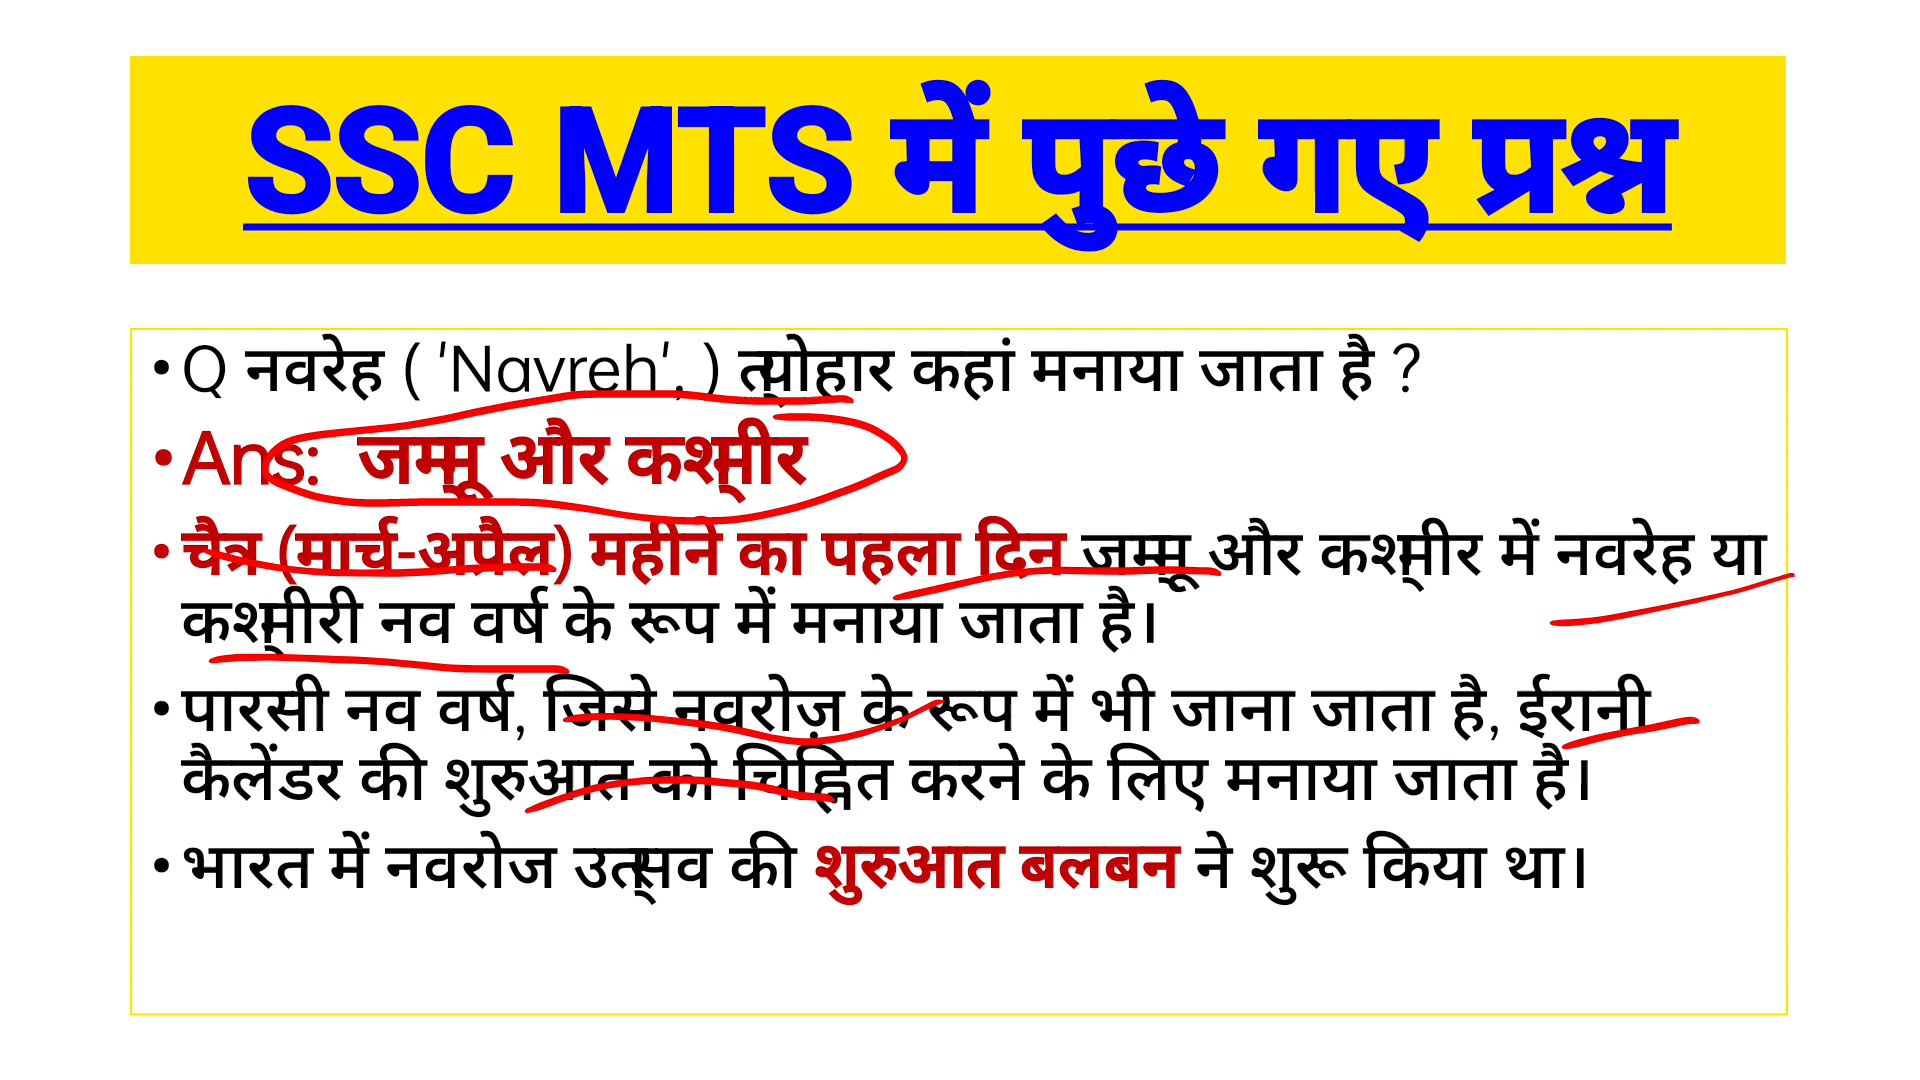 SSC MTS में पुछे गए प्रश्न
• Q नवरेह ( 'Navreh', ) त्योहार कहां मनाया जाता है ?
• Ans: जम्मू और कश्मीर
• चैत्र (मार्च-अप्रैल) महीने का पहला दिन जम्मू और कश्मीर में नवरेह या
कश्मीरी नव वर्ष के रूप में मनाया जाता है।
• पारसी नव वर्ष, जिसे नवरोज़ के रूप में भी जाना जाता है, ईरानी
कैलेंडर की शुरुआत को चिह्नित करने के लिए मनाया जाता है।
• भारत में नवरोज उत्सव की शुरुआत बलबन ने शुरू किया था।